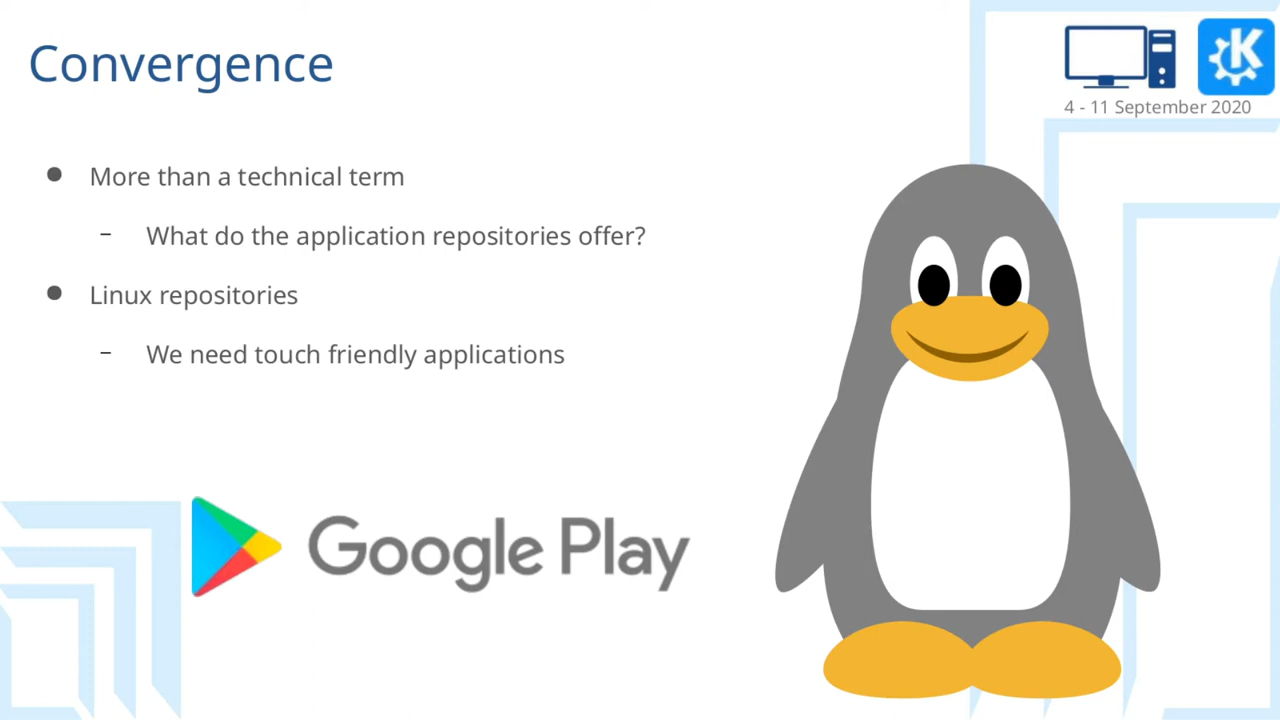 Convergence
4 - 11 September 2020
● More than a technical term
– What do the application repositories offer?
● Linux repositories
– We need touch friendly applications
Google Play
K